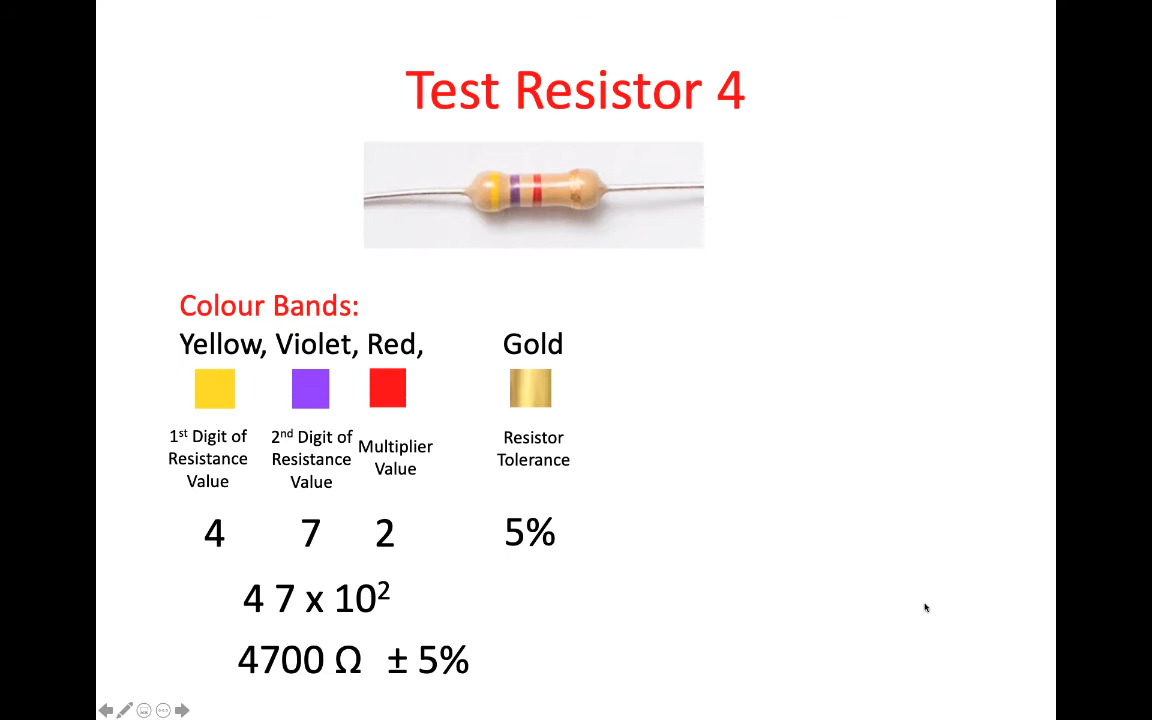 Test Resistor 4
Colour Bands:
Yellow, Violet, Red, Gold
1st Digit of Resistance Value
2nd Digit of Resistance Value
Multiplier Value
Resistor Tolerance
4 7 2 5%
4 7 x 10²
4700 Ω ± 5%